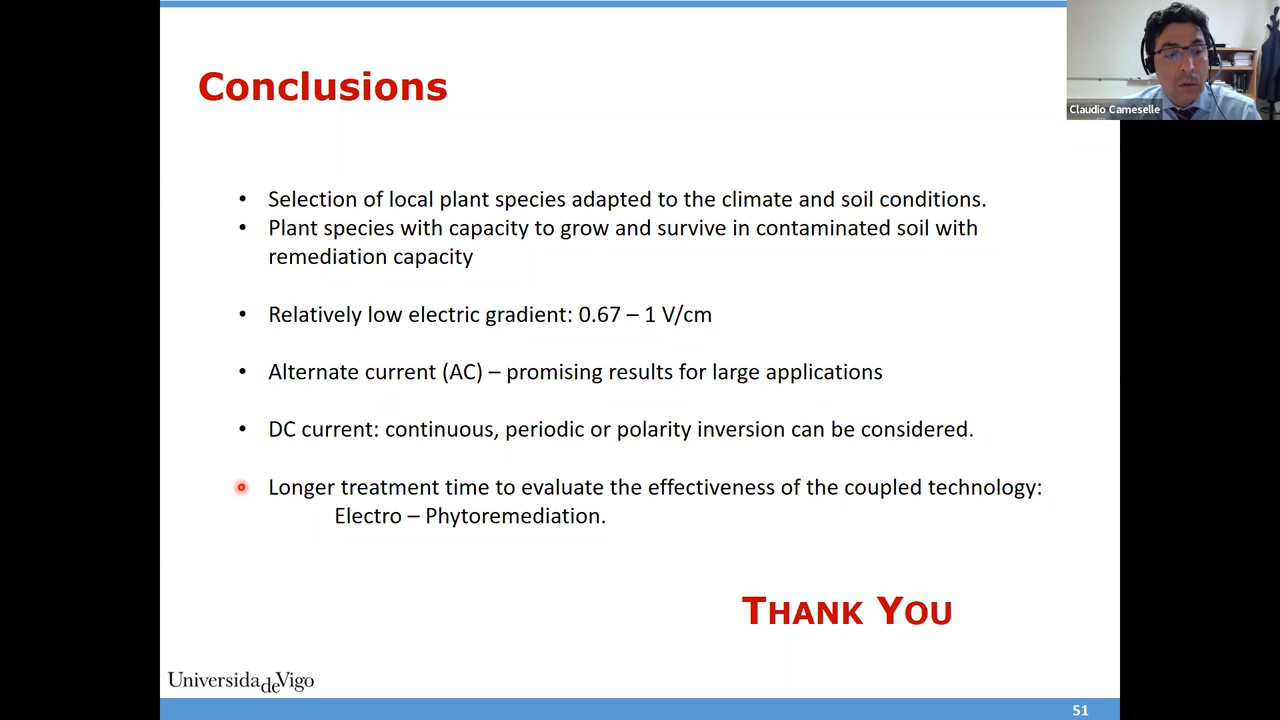 Conclusions
Claudio Cameselle
• Selection of local plant species adapted to the climate and soil conditions.
• Plant species with capacity to grow and survive in contaminated soil with
remediation capacity
• Relatively low electric gradient: 0.67 – 1 V/cm
• Alternate current (AC) – promising results for large applications
• DC current: continuous, periodic or polarity inversion can be considered.
• Longer treatment time to evaluate the effectiveness of the coupled technology:
Electro – Phytoremediation.
THANK YOU
UniversidadeVigo
51